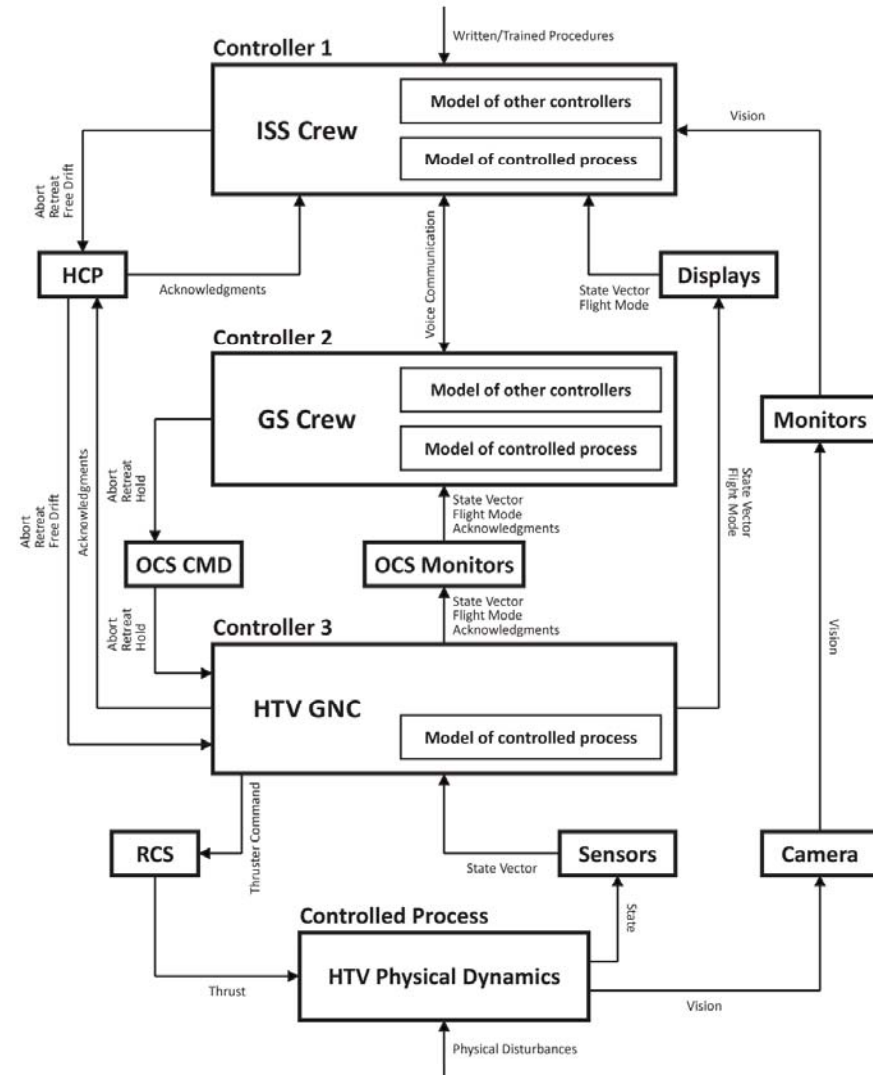 Written/Trained Procedures
Controller 1
ISS Crew
Model of other controllers
Model of controlled process
Vision
Abort
Retreat
Free Drift
HCP
Acknowledgments
Voice Communication
State Vector
Flight Mode
Displays
Controller 2
GS Crew
Model of other controllers
Model of controlled process
Monitors
Abort
Retreat
Free Drift
Acknowledgments
Abort
Retreat
Hold
State Vector
Flight Mode
Acknowledgments
State Vector
Flight Mode
OCS CMD
OCS Monitors
Abort
Retreat
Hold
State Vector
Flight Mode
Acknowledgments
Vision
Controller 3
HTV GNC
Model of controlled process
Thruster Command
RCS
State Vector
Sensors
Camera
State
Controlled Process
HTV Physical Dynamics
Thrust
Vision
Physical Disturbances